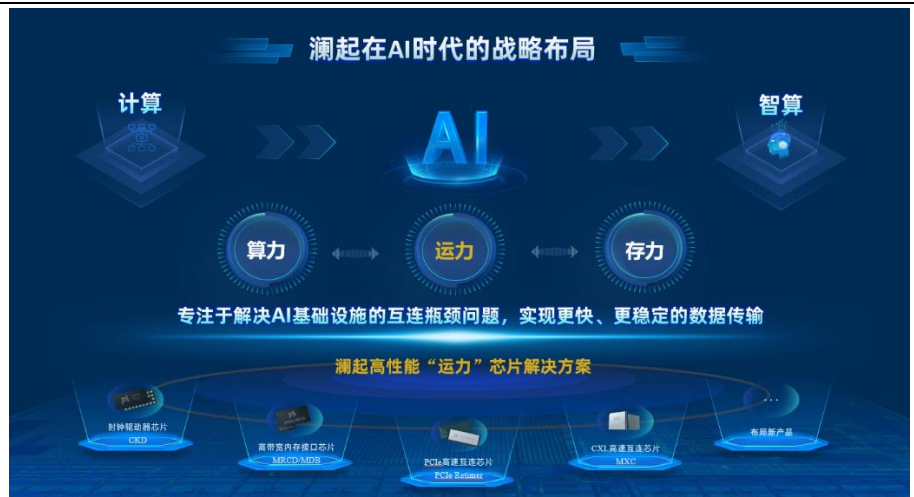 澜起在AI时代的战略布局
计算
AI
智算
算力
运力
存力
专注于解决AI基础设施的互连瓶颈问题，实现更快、更稳定的数据传输
澜起高性能“运力”芯片解决方案
时钟驱动器芯片
CKD
高带宽内存接口芯片
MRCD/MDB
PCIe高速互连芯片
PCIe Retimer
CXL高速互连芯片
MXC
...
布局新产品